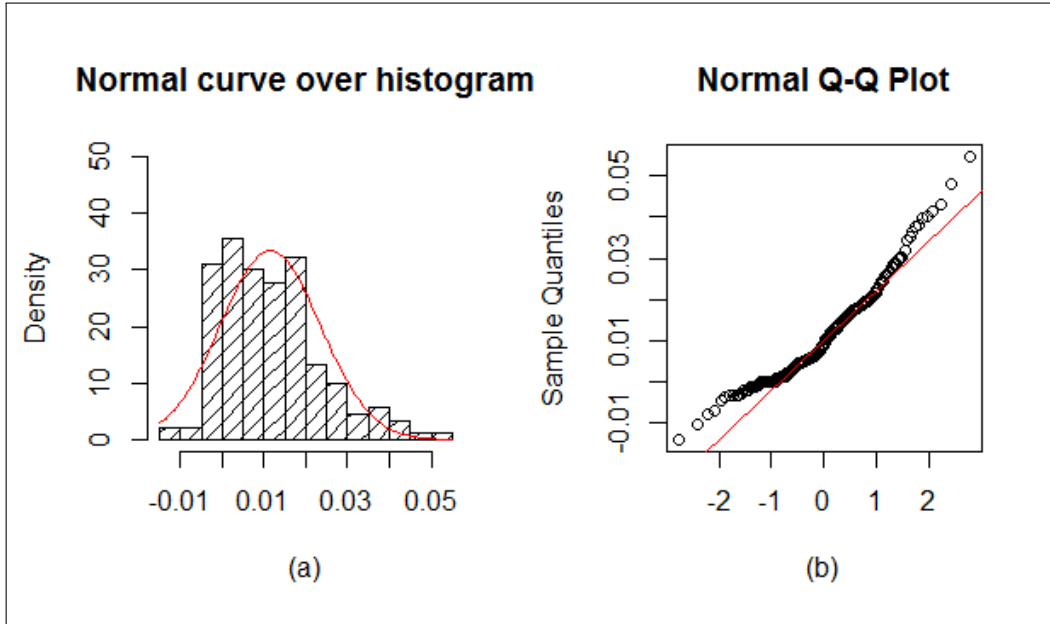 Normal curve over histogram
Density
0 10 20 30 40 50
-0.01 0.01 0.03 0.05
(a)
Normal Q-Q Plot
Sample Quantiles
-0.01 0.01 0.03 0.05
-2 -1 0 1 2
(b)